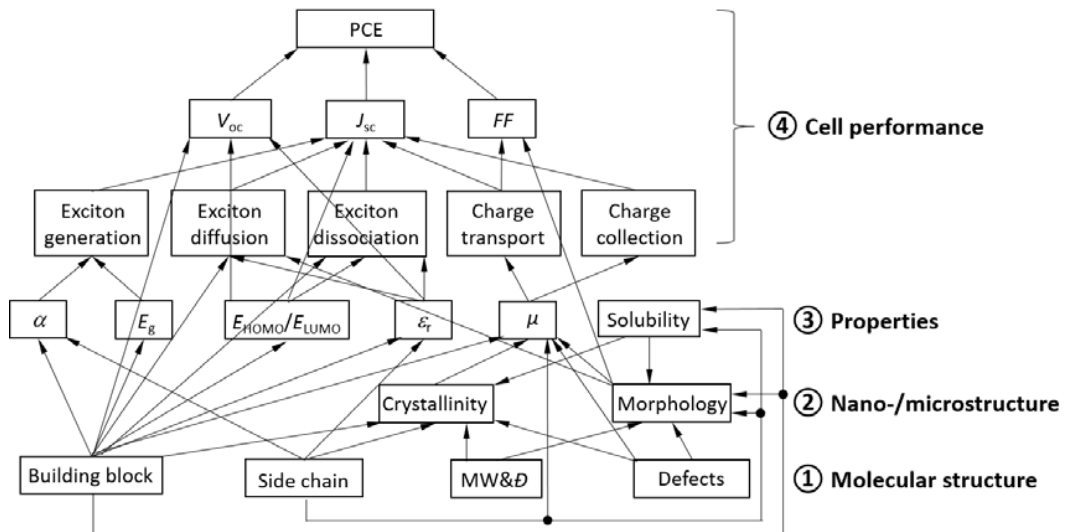 PCE
Voc
Jsc
FF
④ Cell performance
Exciton
generation
Exciton
diffusion
Exciton
dissociation
Charge
transport
Charge
collection
α
Eg
EHOMO/ELUMO
εr
μ
Solubility
③ Properties
Crystallinity
Morphology
② Nano-/microstructure
Building block
Side chain
MW&Đ
Defects
① Molecular structure